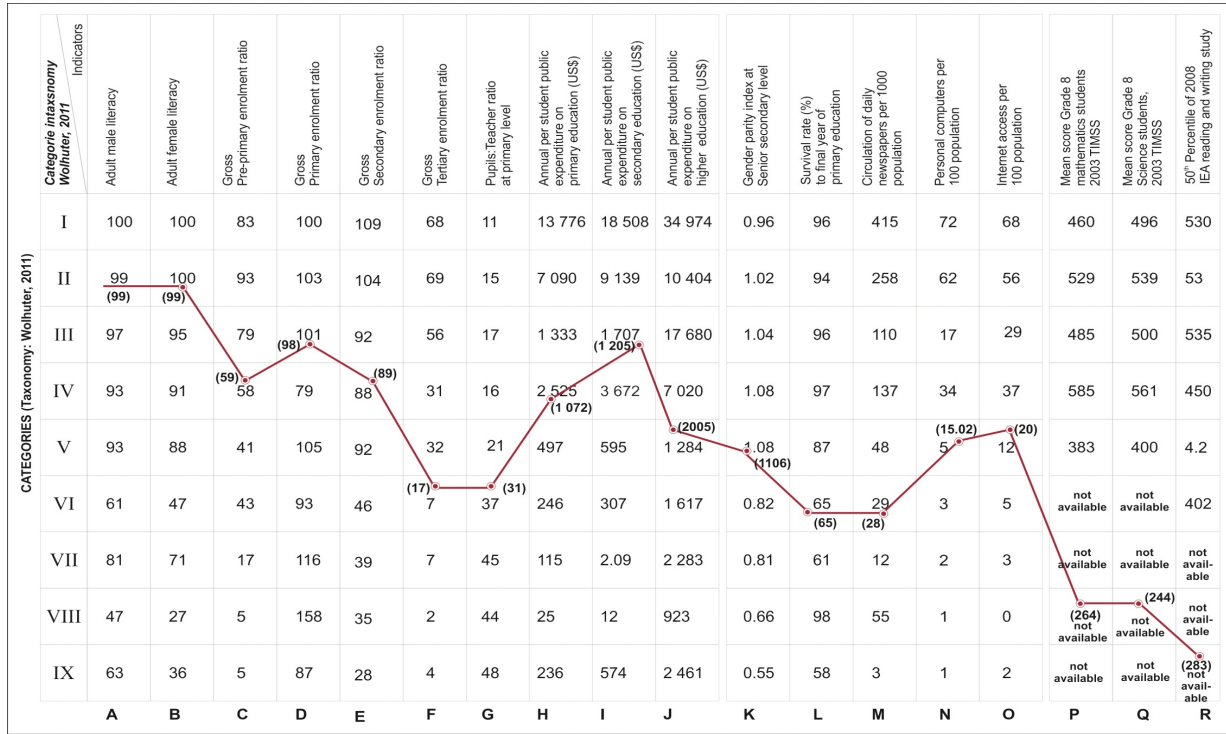 CATEGORIES (Taxonomy: Wolhuter, 2011)
Categorie intaxsnomy
Wolhuter, 2011
Indicators
Adult male literacy
Adult female literacy
Gross
Pre-primary enrolment ratio
Gross
Primary enrolment ratio
Gross
Secondary enrolment ratio
Gross
Tertiary enrolment ratio
Pupils:Teacher ratio
at primary level
Annual per student public
expenditure on
primary education (US$)
Annual per student public
expenditure on
secondary education (US$)
Annual per student public
expenditure on
higher education (US$)
Gender parity index at
Senior secondary level
Survival rate (%)
to final year of
primary education
Circulation of daily
newspapers per 1000
population
Personal computers per
100 population
Internet access per
100 population
Mean score Grade 8
mathematics students
2003 TIMSS
Mean score Grade 8
Science students,
2003 TIMSS
50th Percentile of 2008
IEA reading and writing study
I 100 100 83 100 109 68 11 13 776 18 508 34 974 0.96 96 415 72 68 460 496 530
II 99 100 93 103 104 69 15 7 090 9 139 10 404 1.02 94 258 62 56 529 539 53
(99) (99)
III 97 95 79 101 92 56 17 1 333 1 707 17 680 1.04 96 110 17 29 485 500 535
(98) (1 205)
(59) (89)
IV 93 91 58 79 88 31 16 2 525 3 672 7 020 1.08 97 137 34 37 585 561 450
(1 072)
(2005) (15.02) (20)
V 93 88 41 105 92 32 21 497 595 1 284 1.08 87 48 5 12 383 400 4.2
(1106)
(17) (31)
VI 61 47 43 93 46 7 37 246 307 1 617 0.82 65 29 3 5 not available not available 402
(65) (28)
VII 81 71 17 116 39 7 45 115 2.09 2 283 0.81 61 12 2 3 not available not available not avail-able
(244)
VIII 47 27 5 158 35 2 44 25 12 923 0.66 98 55 1 0 (264) not available not available not avail-able
(283)
IX 63 36 5 87 28 4 48 236 574 2 461 0.55 58 3 1 2 not available not available not avail-able
A B C D E F G H I J K L M N O P Q R